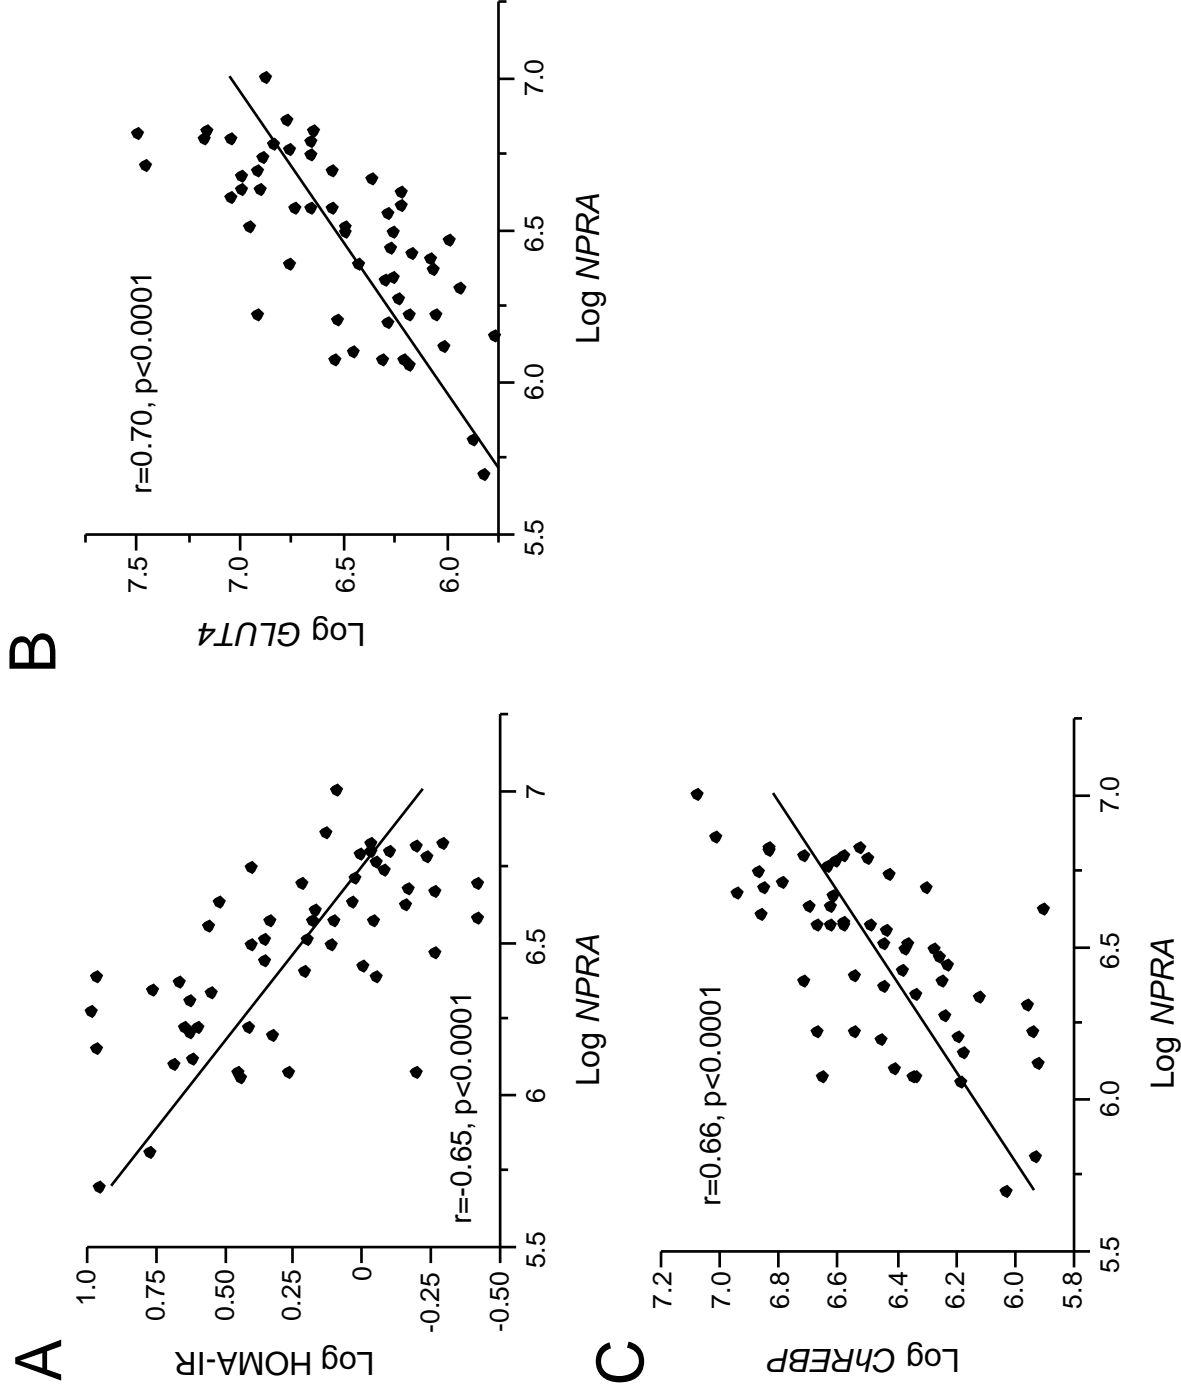 A
Log HOMA-IR
1.0
0.75
0.50
0.25
0
-0.25
-0.50
5.5
6
6.5
7
Log NPRA
r=-0.65, p<0.0001
B
Log GLUT4
7.5
7.0
6.5
6.0
5.5
6.0
6.5
7.0
Log NPRA
r=0.70, p<0.0001
C
Log ChREBP
7.2
7.0
6.8
6.6
6.4
6.2
6.0
5.8
5.5
6.0
6.5
7.0
Log NPRA
r=0.66, p<0.0001